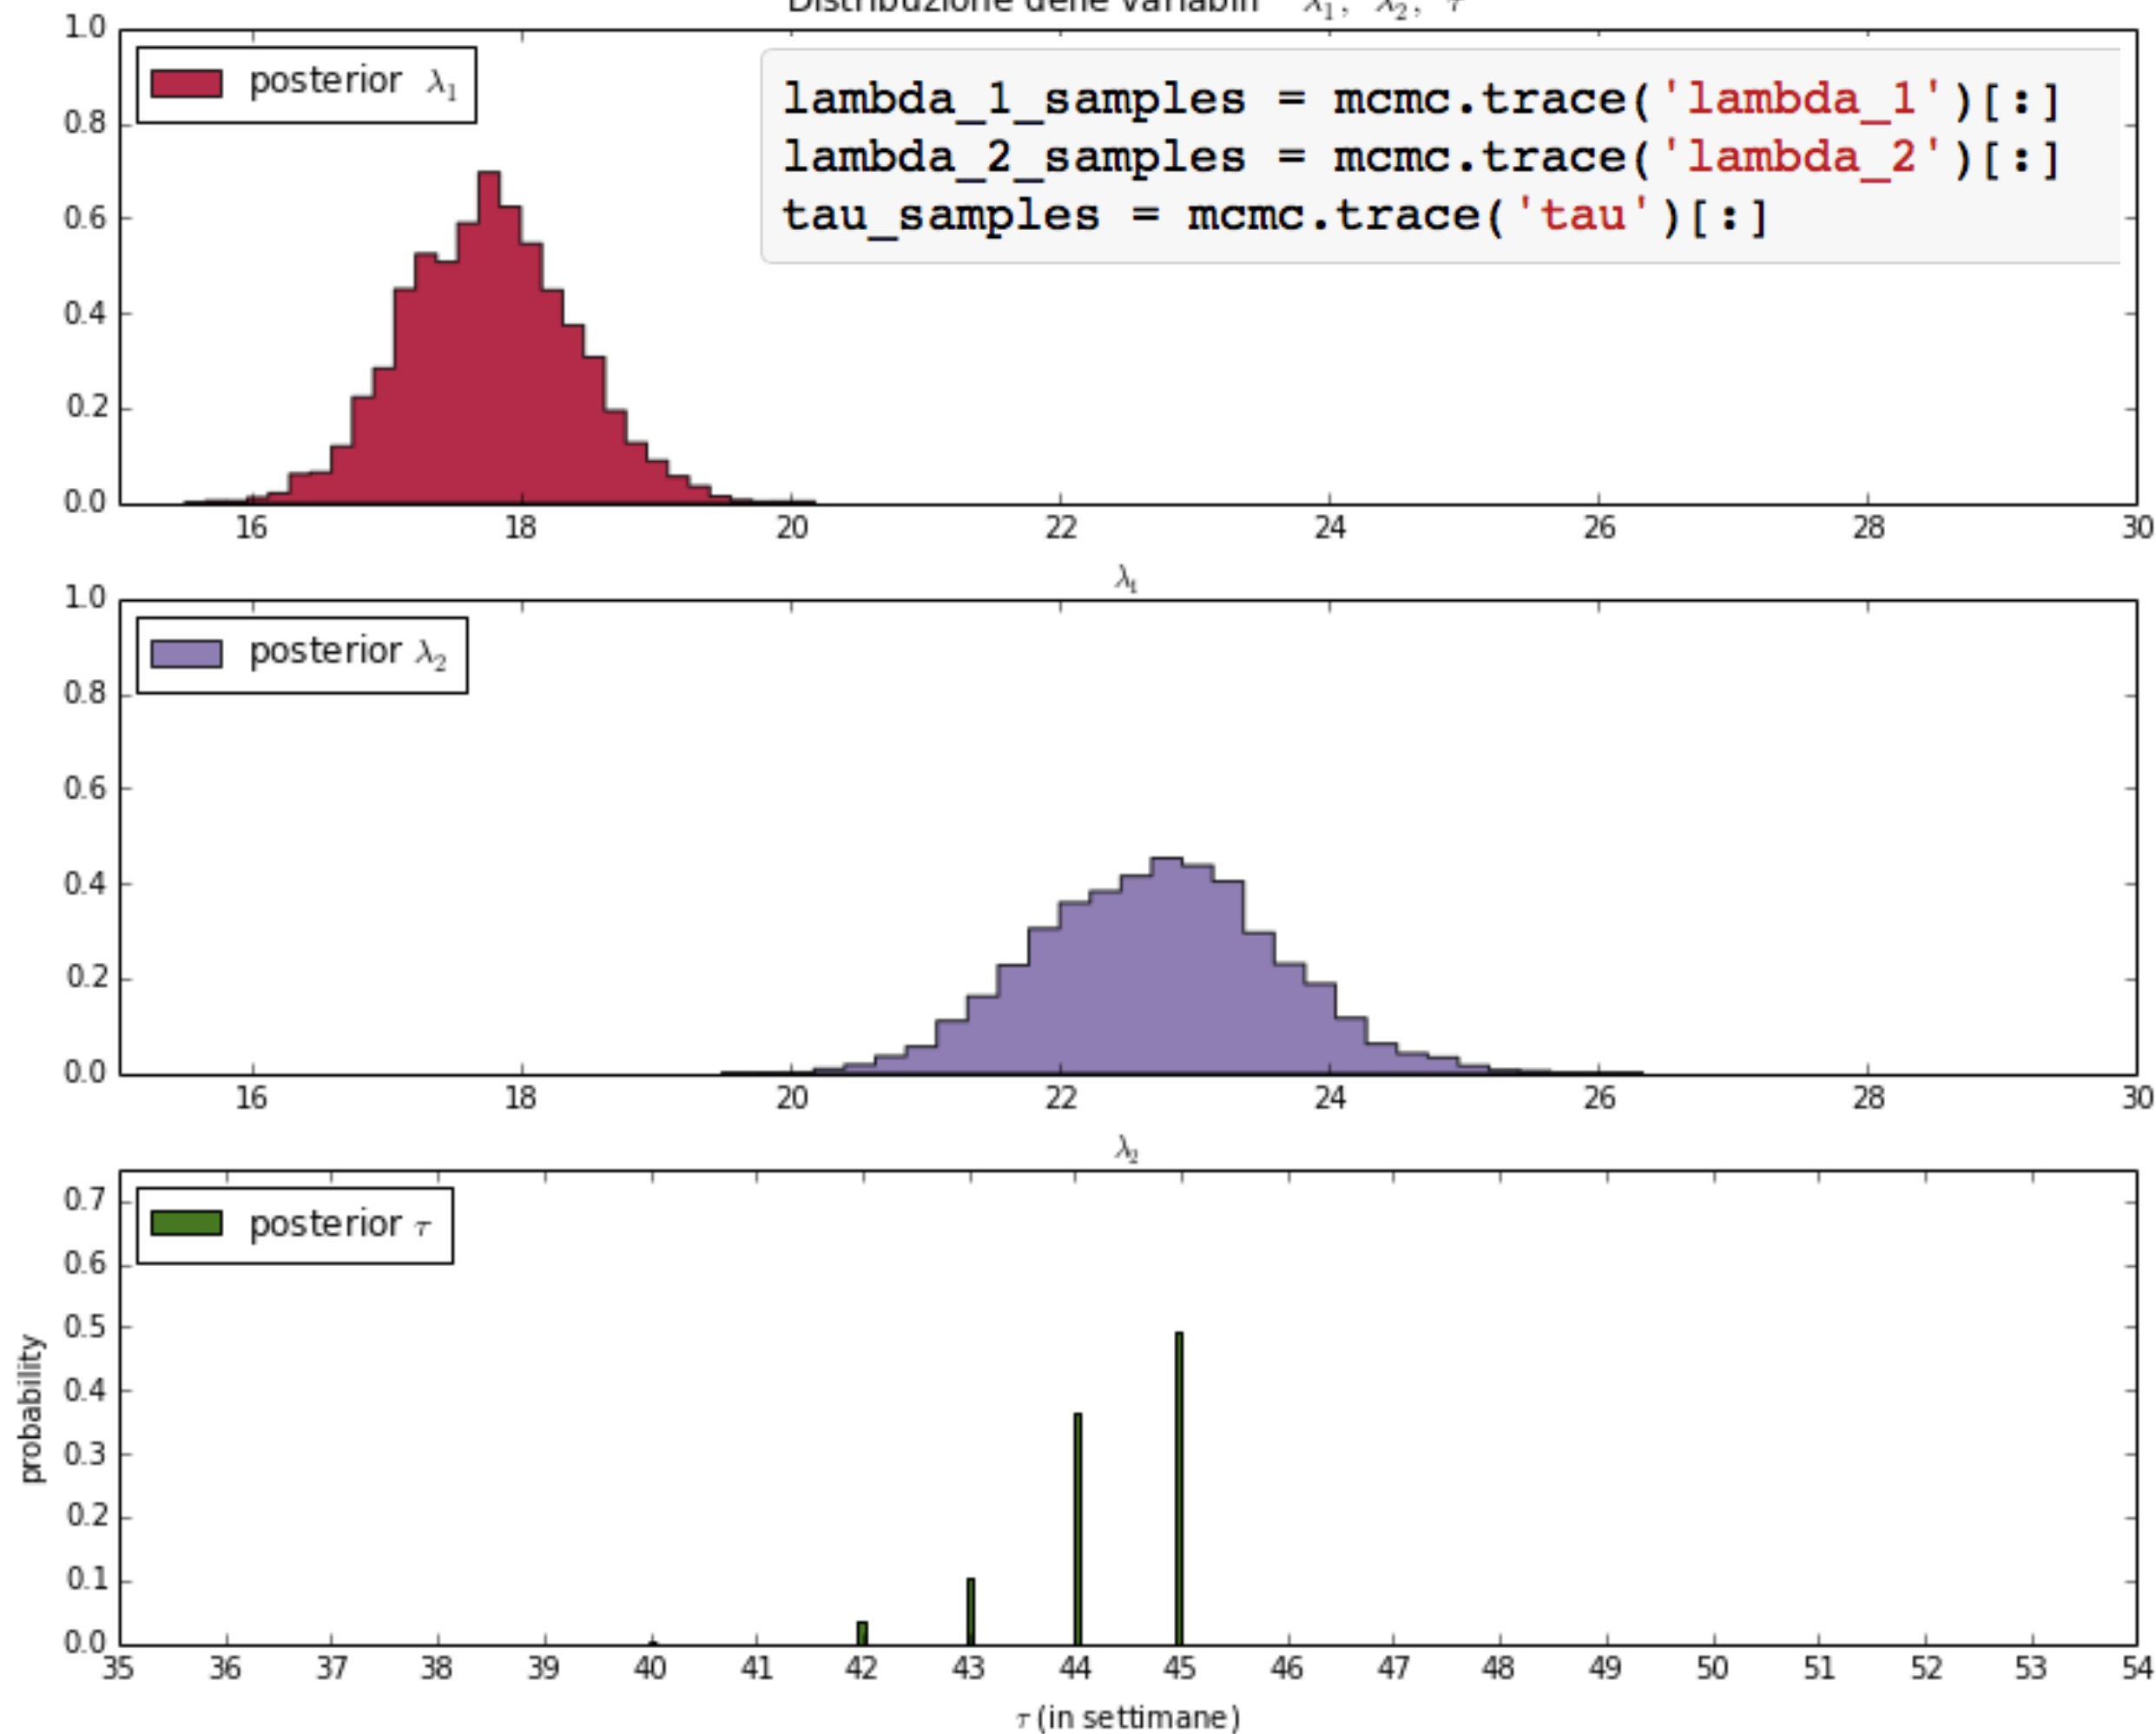 Distribuzione delle variabili λ₁, λ₂, τ
1.0
0.8
0.6
0.4
0.2
0.0
posterior λ₁
lambda_1_samples = mcmc.trace('lambda_1')[:]
lambda_2_samples = mcmc.trace('lambda_2')[:]
tau_samples = mcmc.trace('tau')[:]
16 18 20 22 24 26 28 30
λ₁
1.0
0.8
0.6
0.4
0.2
0.0
posterior λ₂
16 18 20 22 24 26 28 30
λ₂
0.7
0.6
0.5
0.4
0.3
0.2
0.1
0.0
probability
posterior τ
35 36 37 38 39 40 41 42 43 44 45 46 47 48 49 50 51 52 53 54
τ (in settimane)